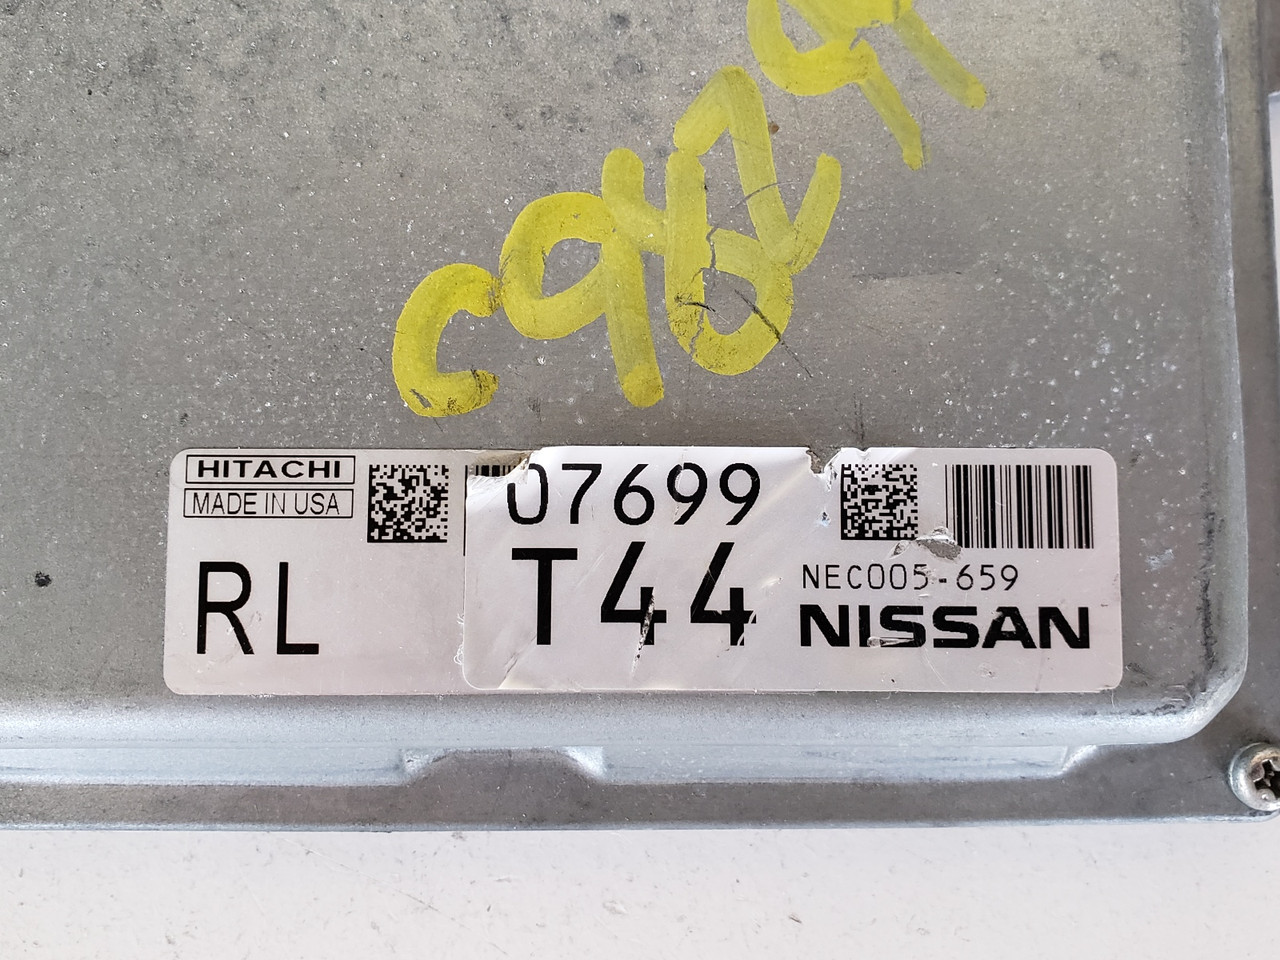 HITACHI
MADE IN USA
RL
07699
T44
NEC005-659
NISSAN